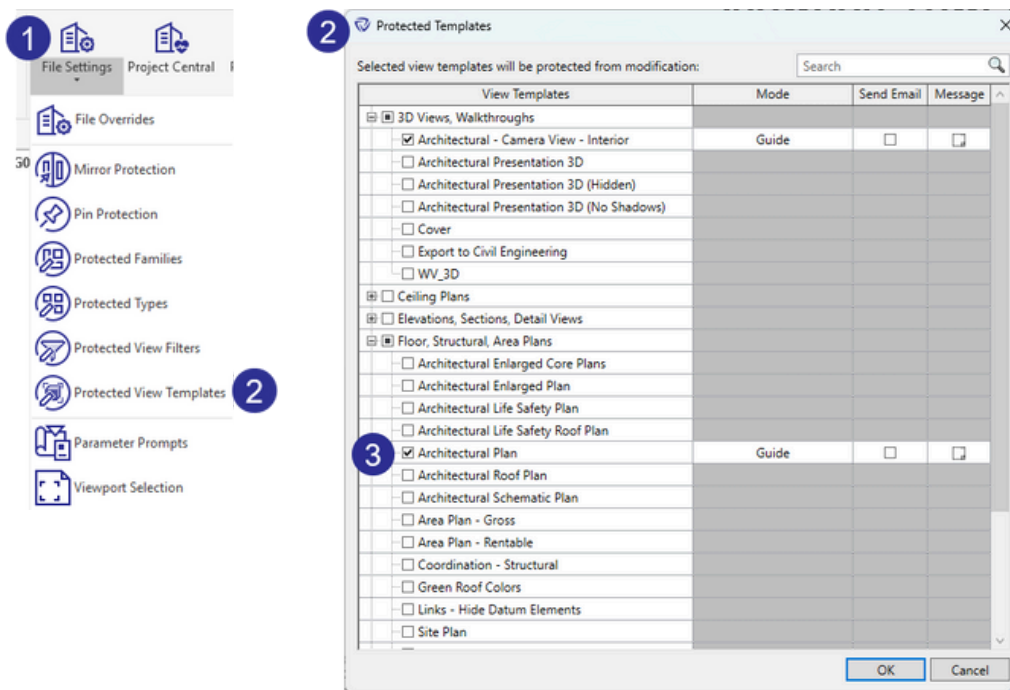 1
File Settings
Project Central
File Overrides
Mirror Protection
Pin Protection
Protected Families
Protected Types
Protected View Filters
Protected View Templates 2
Parameter Prompts
Viewport Selection
2 Protected Templates
Selected view templates will be protected from modification: Search
View Templates Mode Send Email Message
3D Views, Walkthroughs
Architectural - Camera View - Interior Guide
Architectural Presentation 3D
Architectural Presentation 3D (Hidden)
Architectural Presentation 3D (No Shadows)
Cover
Export to Civil Engineering
WV_3D
Ceiling Plans
Elevations, Sections, Detail Views
Floor, Structural, Area Plans
Architectural Enlarged Core Plans
Architectural Enlarged Plan
Architectural Life Safety Plan
Architectural Life Safety Roof Plan
3 Architectural Plan Guide
Architectural Roof Plan
Architectural Schematic Plan
Area Plan - Gross
Area Plan - Rentable
Coordination - Structural
Green Roof Colors
Links - Hide Datum Elements
Site Plan
OK Cancel